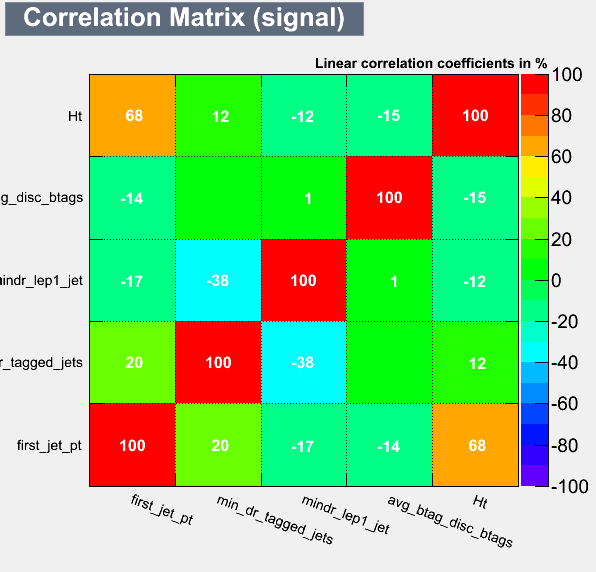 Correlation Matrix (signal)
Linear correlation coefficients in %
Ht 68 12 -12 -15 100
g_disc_btags -14 1 100 -15
mindr_lep1_jet -17 -38 100 1 -12
r_tagged_jets 20 100 -38 12
first_jet_pt 100 20 -17 -14 68
first_jet_pt min_dr_tagged_jets mindr_lep1_jet avg_btag_disc_btags Ht
100
80
60
40
20
0
-20
-40
-60
-80
-100